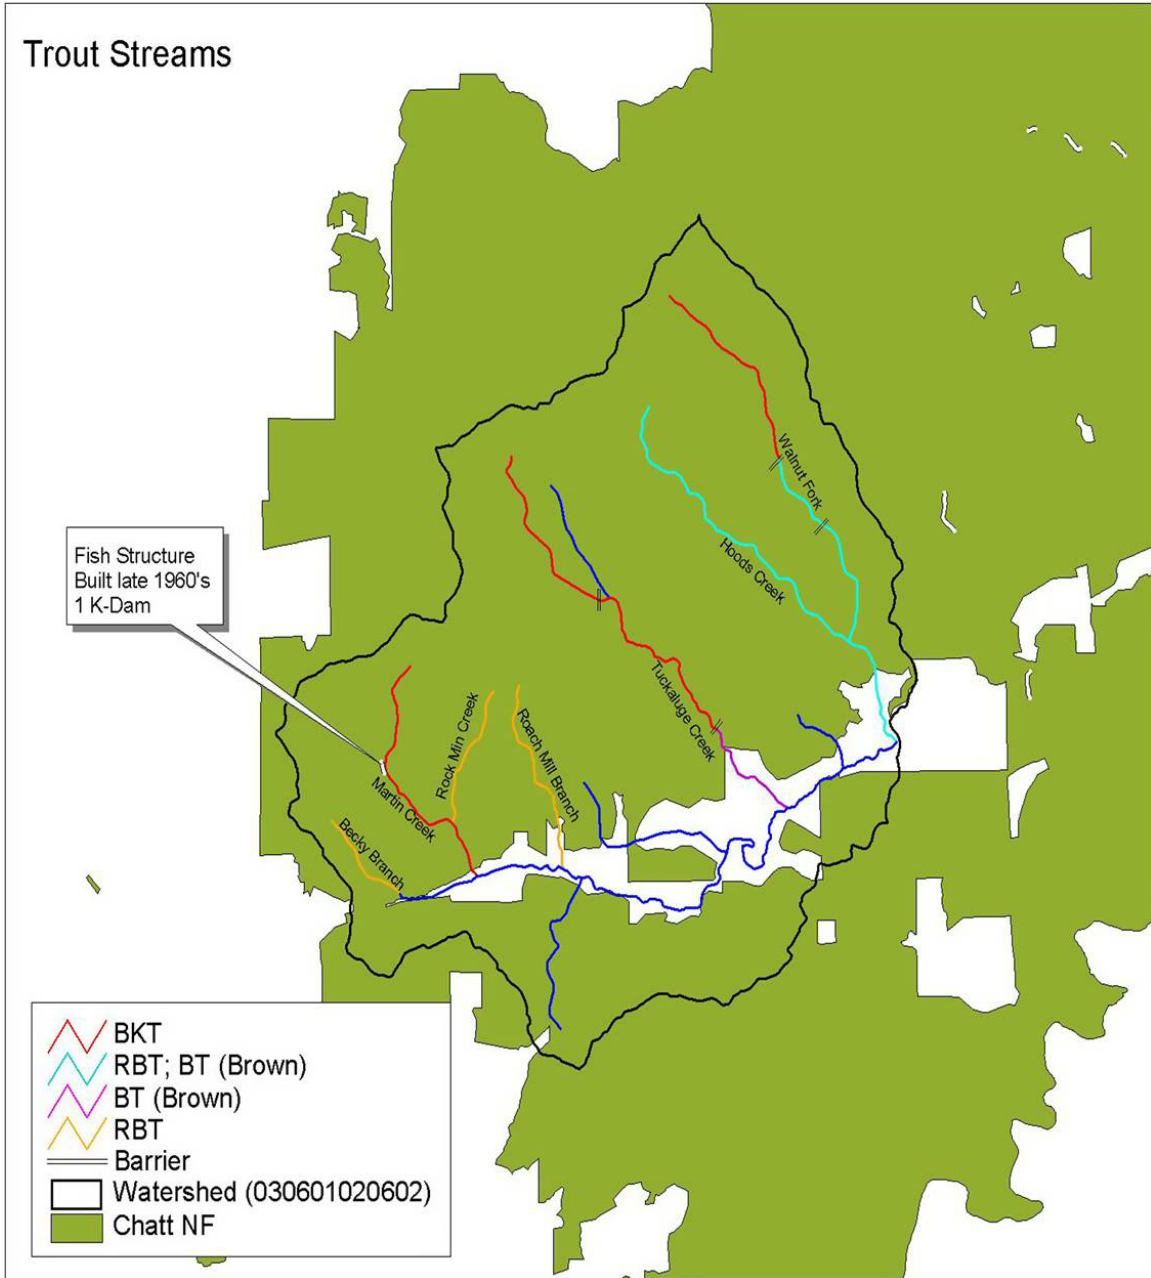 Trout Streams
Walnut Fork
Hoods Creek
Fish Structure
Built late 1960's
1 K-Dam
Tuckaluge Creek
Rock Min Creek
Roach Mill Branch
Martin Creek
Becky Branch
BKT
RBT; BT (Brown)
BT (Brown)
RBT
Barrier
Watershed (030601020602)
Chatt NF